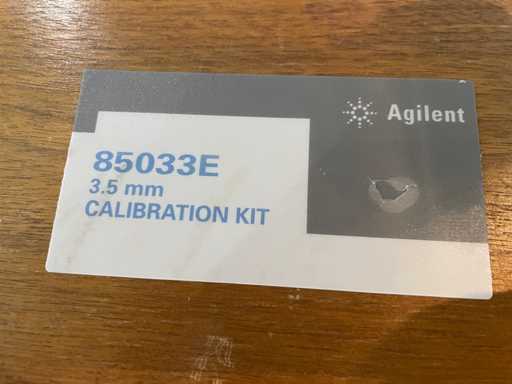 Agilent
85033E
3.5 mm
CALIBRATION KIT